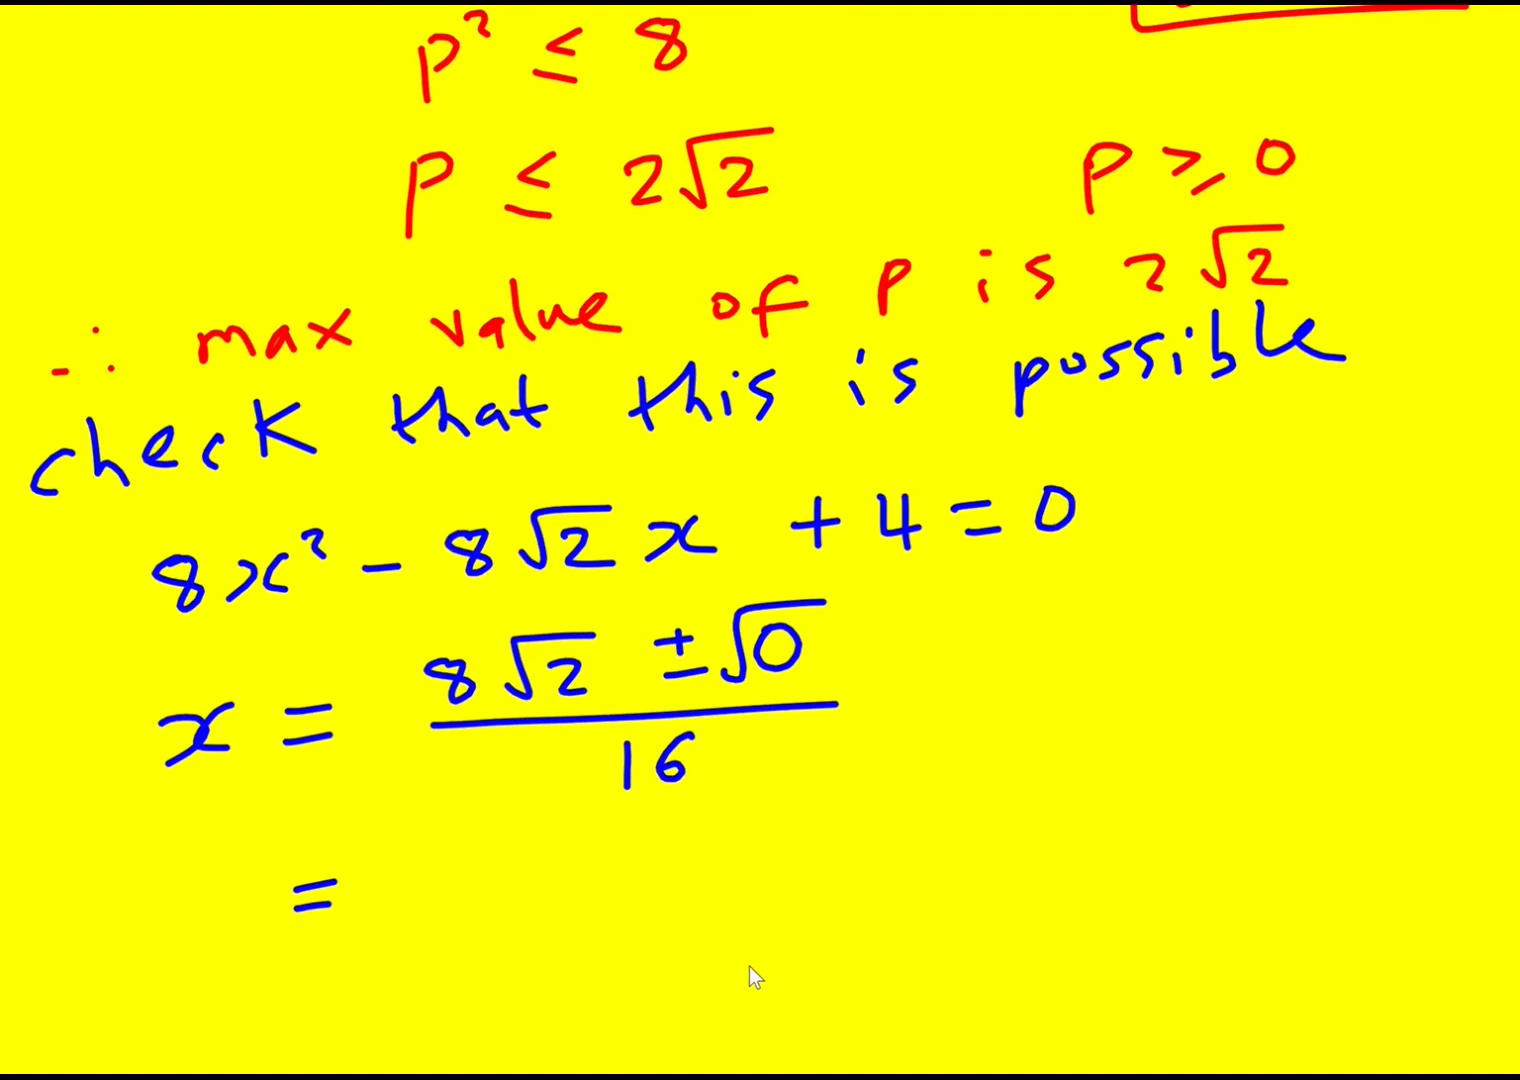 p² ≤ 8
p ≤ 2√2 p ≥ 0
∴ max value of p is 2√2
check that this is possible
8x² - 8√2 x + 4 = 0
x = (8√2 ± √0) / 16
=